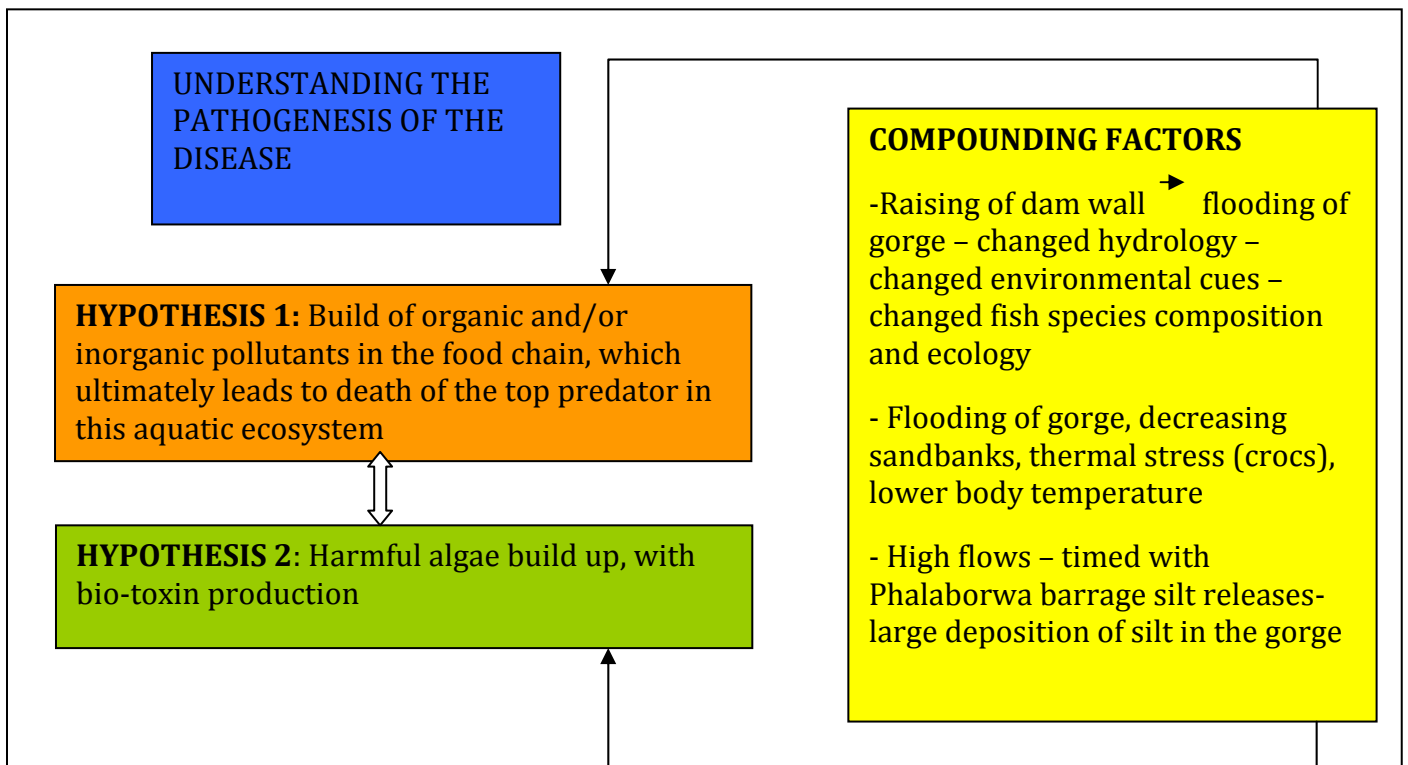 UNDERSTANDING THE
PATHOGENESIS OF THE
DISEASE
HYPOTHESIS 1: Build of organic and/or
inorganic pollutants in the food chain, which
ultimately leads to death of the top predator in
this aquatic ecosystem
HYPOTHESIS 2: Harmful algae build up, with
bio-toxin production
COMPOUNDING FACTORS
-Raising of dam wall flooding of
gorge – changed hydrology –
changed environmental cues –
changed fish species composition
and ecology
- Flooding of gorge, decreasing
sandbanks, thermal stress (crocs),
lower body temperature
- High flows – timed with
Phalaborwa barrage silt releases-
large deposition of silt in the gorge